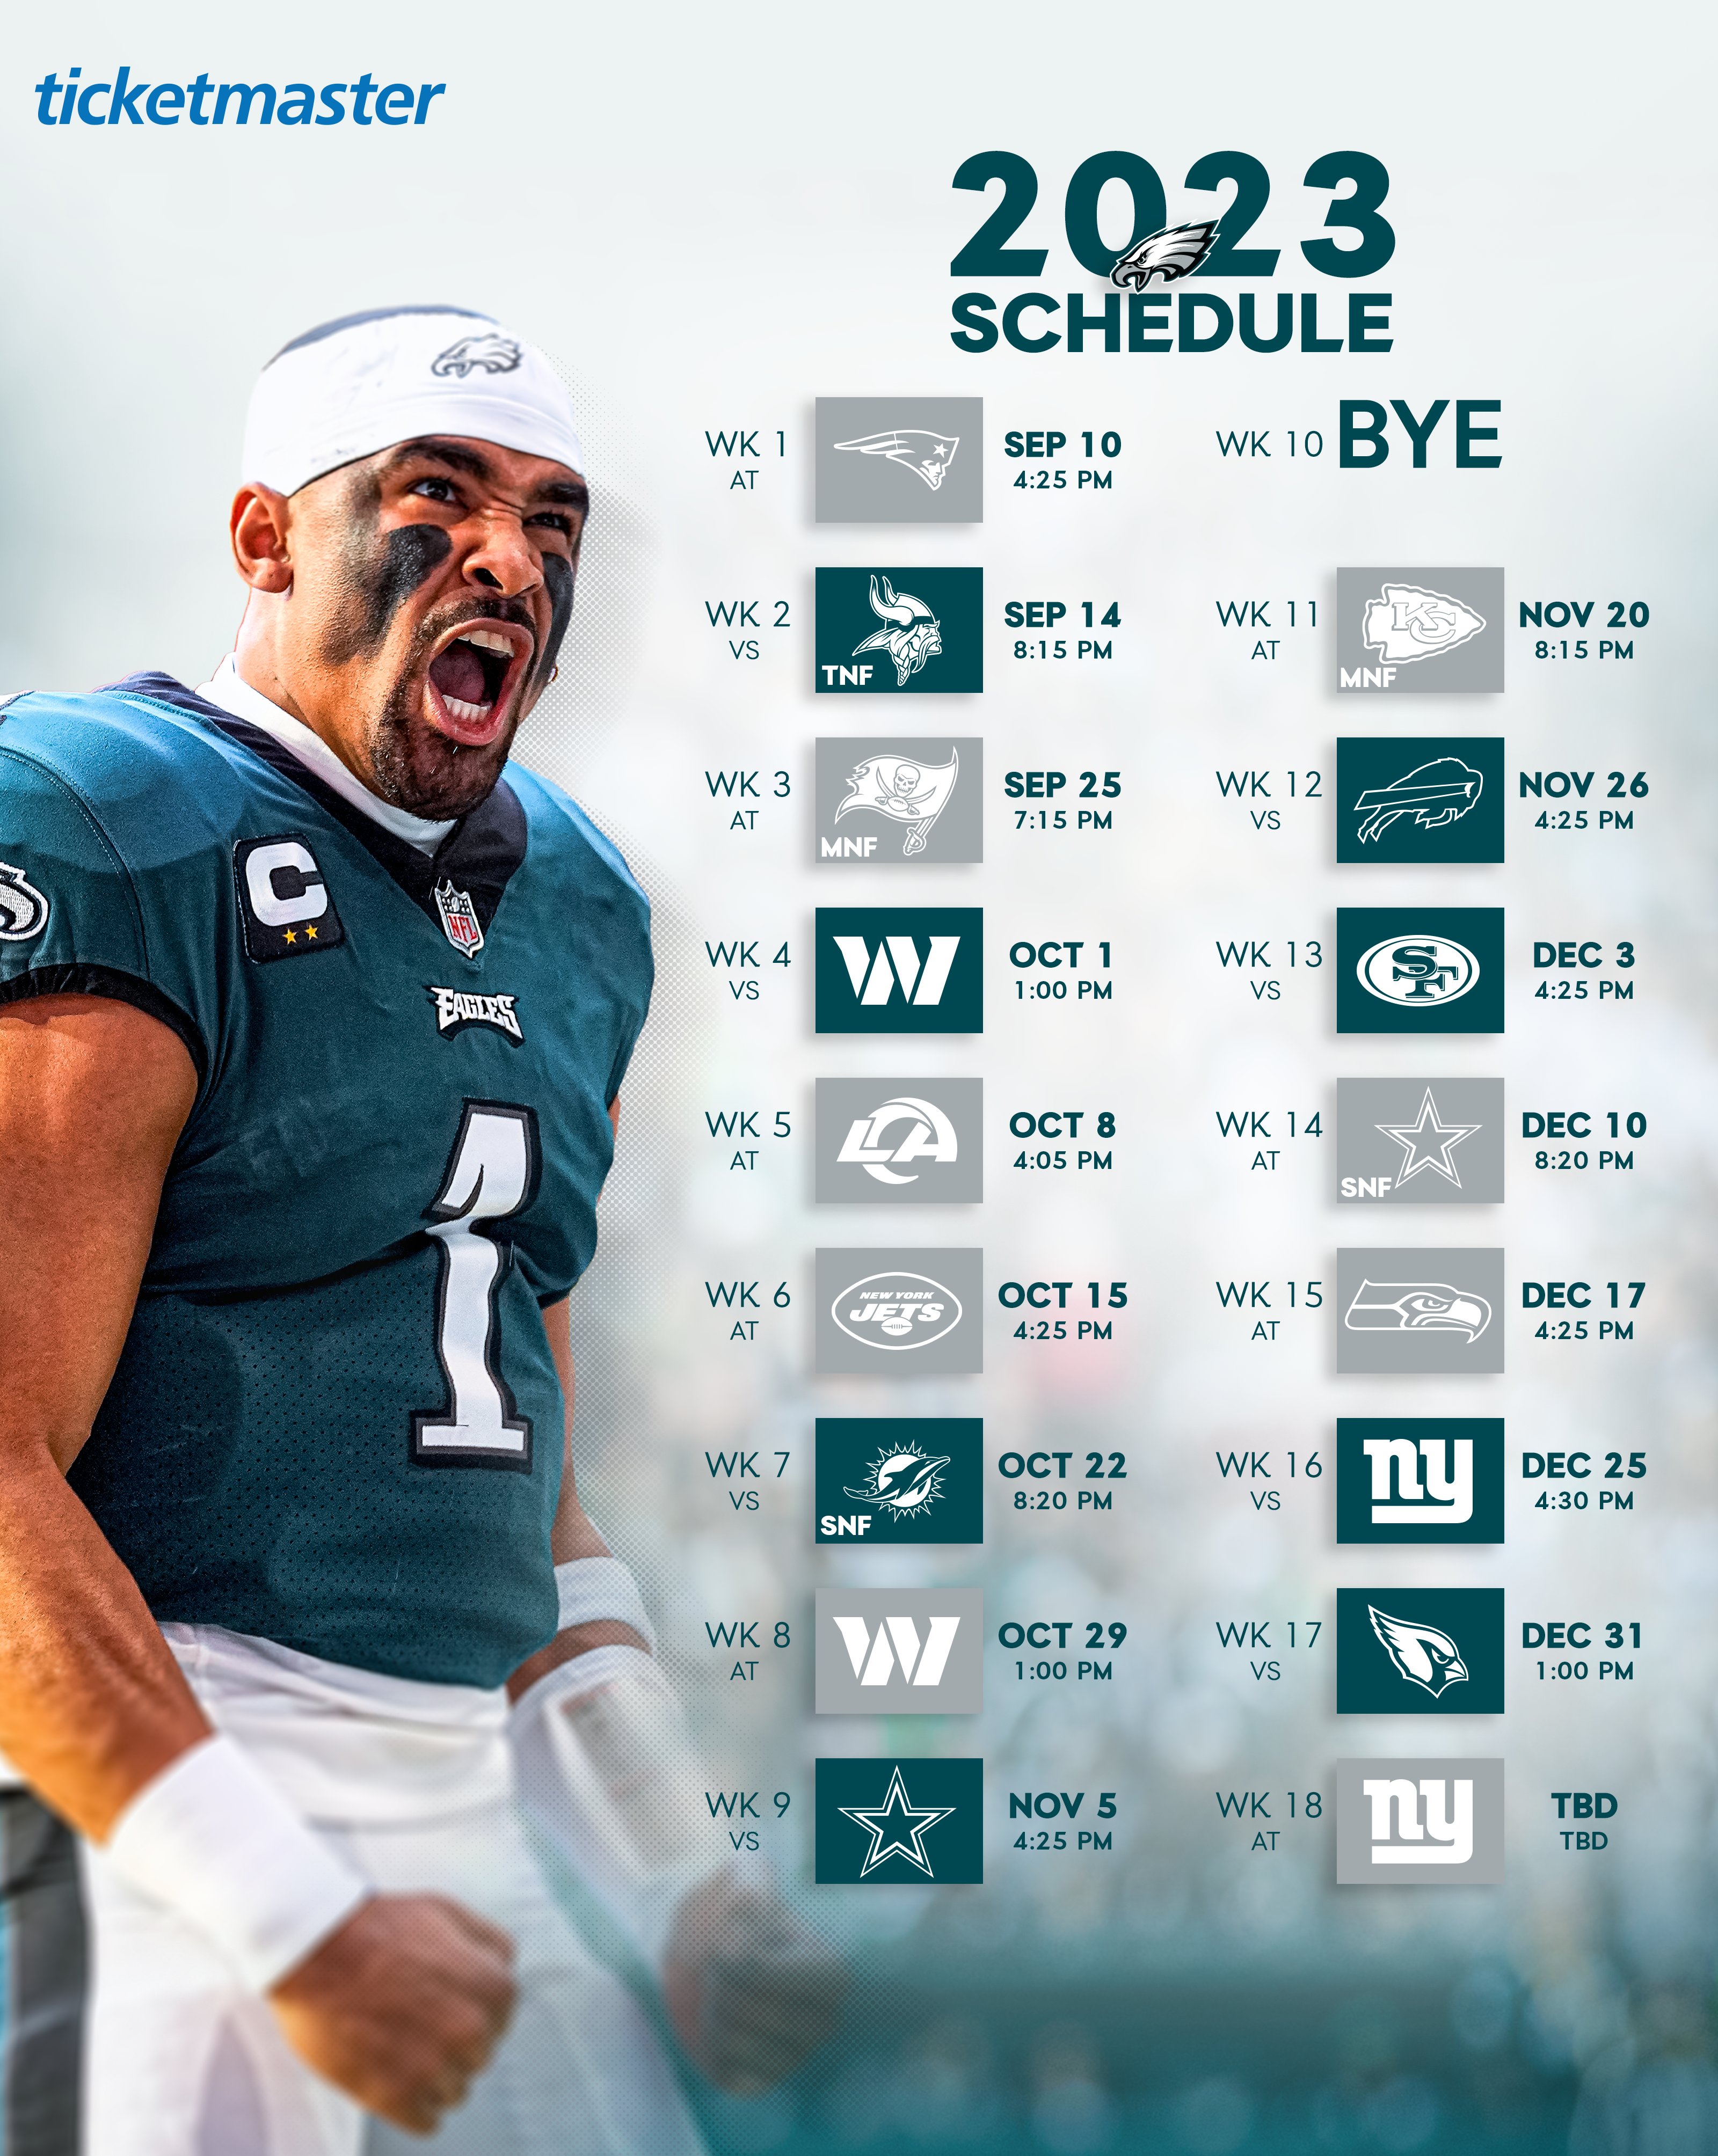 ticketmaster
2023
SCHEDULE
WK 1
AT
SEP 10
4:25 PM
WK 2
VS
TNF
SEP 14
8:15 PM
WK 3
AT
MNF
SEP 25
7:15 PM
WK 4
VS
W
OCT 1
1:00 PM
WK 5
AT
LA
OCT 8
4:05 PM
WK 6
AT
NEW YORK
JETS
OCT 15
4:25 PM
WK 7
VS
SNF
OCT 22
8:20 PM
WK 8
AT
W
OCT 29
1:00 PM
WK 9
VS
NOV 5
4:25 PM
WK 10 BYE
WK 11
AT
KC
MNF
NOV 20
8:15 PM
WK 12
VS
NOV 26
4:25 PM
WK 13
VS
SF
DEC 3
4:25 PM
WK 14
AT
SNF
DEC 10
8:20 PM
WK 15
AT
DEC 17
4:25 PM
WK 16
VS
ny
DEC 25
4:30 PM
WK 17
VS
DEC 31
1:00 PM
WK 18
AT
ny
TBD
TBD
C
NFL
EAGLES
1